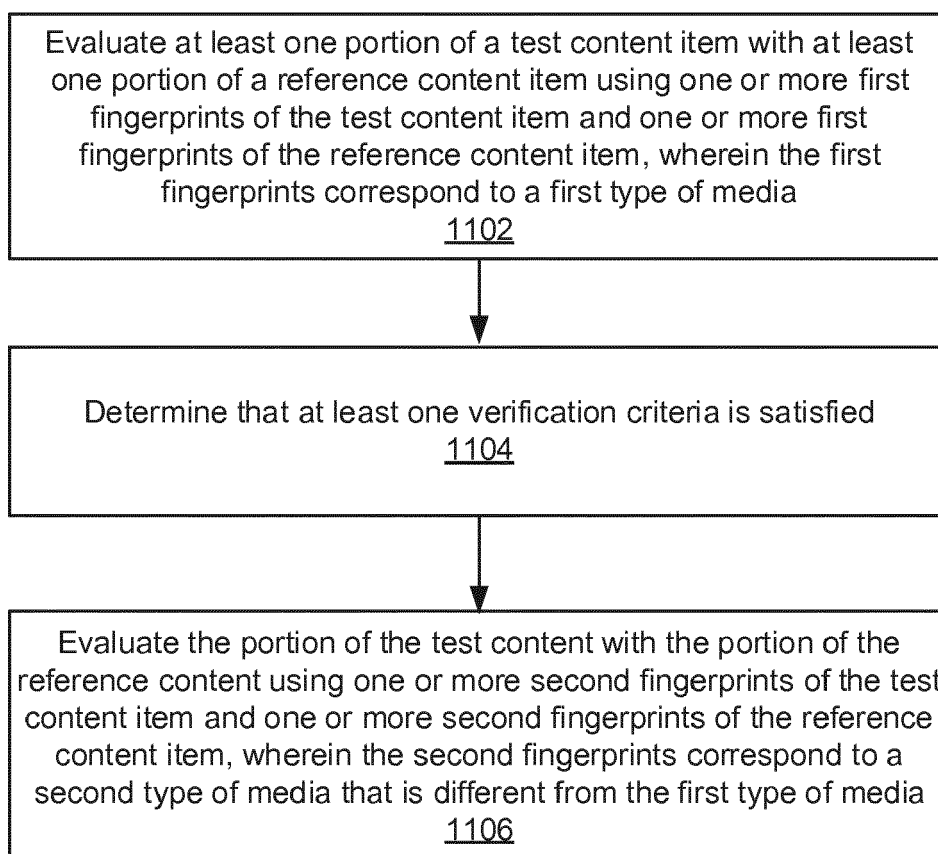 Evaluate at least one portion of a test content item with at least
one portion of a reference content item using one or more first
fingerprints of the test content item and one or more first
fingerprints of the reference content item, wherein the first
fingerprints correspond to a first type of media
1102
Determine that at least one verification criteria is satisfied
1104
Evaluate the portion of the test content with the portion of the
reference content using one or more second fingerprints of the test
content item and one or more second fingerprints of the reference
content item, wherein the second fingerprints correspond to a
second type of media that is different from the first type of media
1106